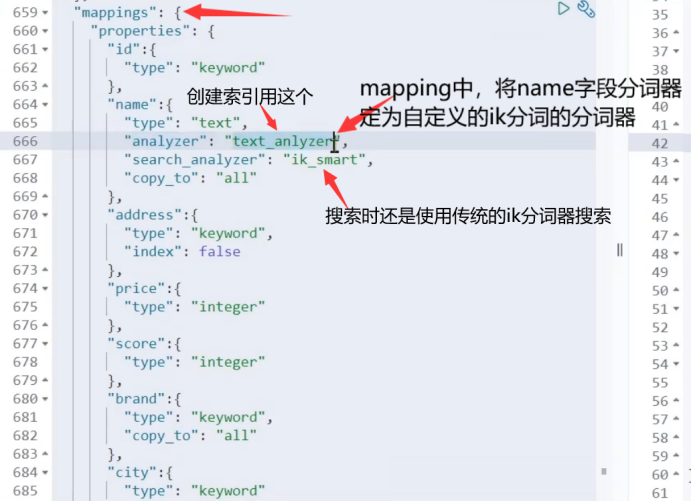 659 "mappings": {
660 "properties": {
661 "id":{
662 "type": "keyword"
663 },
664 "name":{
创建索引用这个
mapping中，将name字段分词器
定为自定义的ik分词的分词器
665 "type": "text",
666 "analyzer": "text_anlyzer",
667 "search_analyzer": "ik_smart",
668 "copy_to": "all"
669 },
搜索时还是使用传统的ik分词器搜索
670 "address":{
671 "type": "keyword",
672 "index": false
673 },
674 "price":{
675 "type": "integer"
676 },
677 "score":{
678 "type": "integer"
679 },
680 "brand":{
681 "type": "keyword",
682 "copy_to": "all"
683 },
684 "city":{
685 "type": "keyword"
35
36
37
38
39
40
41
42
43
44
45
46
47
48
49
50
51
52
53
54
55
56
57
58
59
60
61